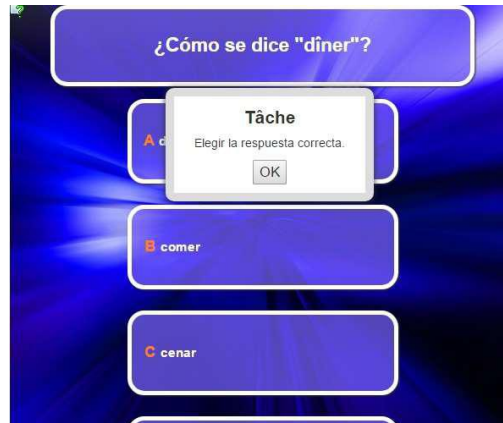 ¿Cómo se dice "dîner"?
Tâche
Elegir la respuesta correcta.
OK
A d
B comer
C cenar